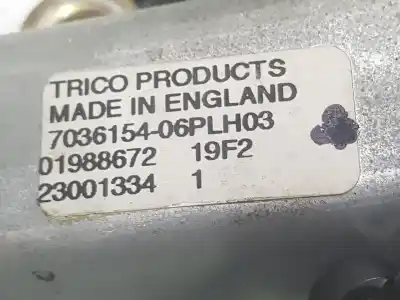 TRICO PRODUCTS
MADE IN ENGLAND
7036154-06PLH03
01988672 19F2
23001334 1